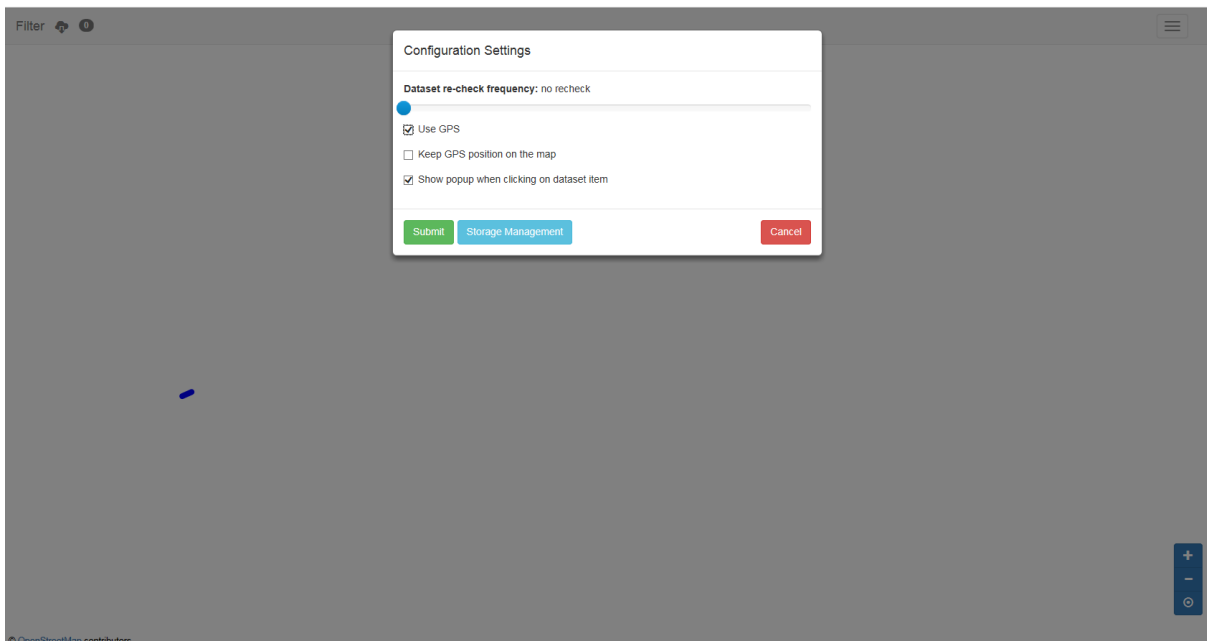 Filter 0
Configuration Settings
Dataset re-check frequency: no recheck
Use GPS
Keep GPS position on the map
Show popup when clicking on dataset item
Submit Storage Management Cancel
© OpenStreetMap contributors